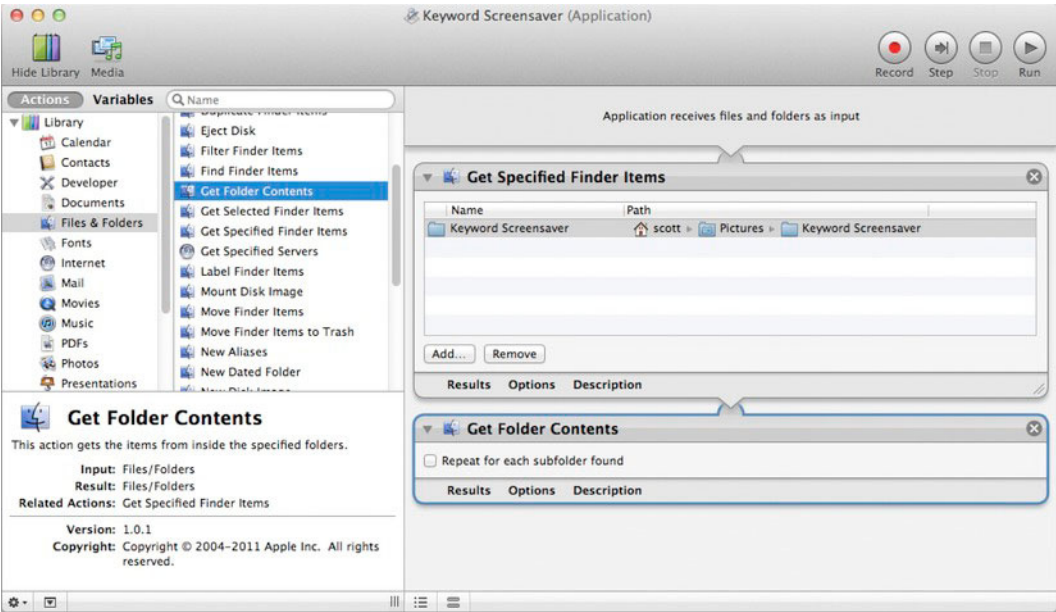 Keyword Screensaver (Application)
Hide Library Media
Record Step Stop Run
Actions Variables Name
Library
Calendar
Contacts
Developer
Documents
Files & Folders
Fonts
Internet
Mail
Movies
Music
PDFs
Photos
Presentations
Duplicate Finder Items
Eject Disk
Filter Finder Items
Find Finder Items
Get Folder Contents
Get Selected Finder Items
Get Specified Finder Items
Get Specified Servers
Label Finder Items
Mount Disk Image
Move Finder Items
Move Finder Items to Trash
New Aliases
New Dated Folder
New Disk Image
Get Folder Contents
This action gets the items from inside the specified folders.
Input: Files/Folders
Result: Files/Folders
Related Actions: Get Specified Finder Items
Version: 1.0.1
Copyright: Copyright © 2004–2011 Apple Inc. All rights
reserved.
Application receives files and folders as input
Get Specified Finder Items
Name Path
Keyword Screensaver scott ▸ Pictures ▸ Keyword Screensaver
Add... Remove
Results Options Description
Get Folder Contents
Repeat for each subfolder found
Results Options Description